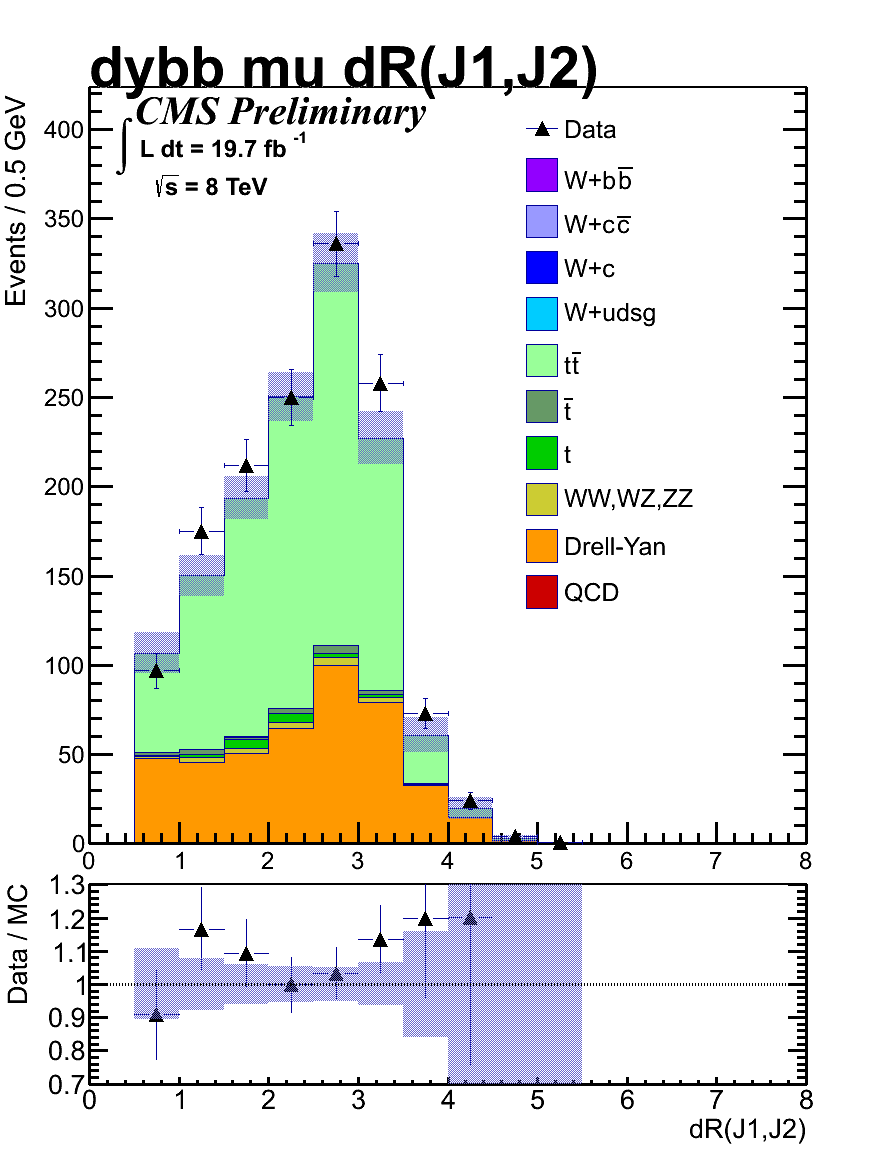 dybb mu dR(J1,J2)
CMS Preliminary
∫ L dt = 19.7 fb⁻¹
√s = 8 TeV
Events / 0.5 GeV
400
350
300
250
200
150
100
50
0
0 1 2 3 4 5 6 7 8
Data
W+bb̅
W+cc̅
W+c
W+udsg
tt̅
t̅
t
WW,WZ,ZZ
Drell-Yan
QCD
Data / MC
1.3
1.2
1.1
1
0.9
0.8
0.7
0 1 2 3 4 5 6 7 8
dR(J1,J2)